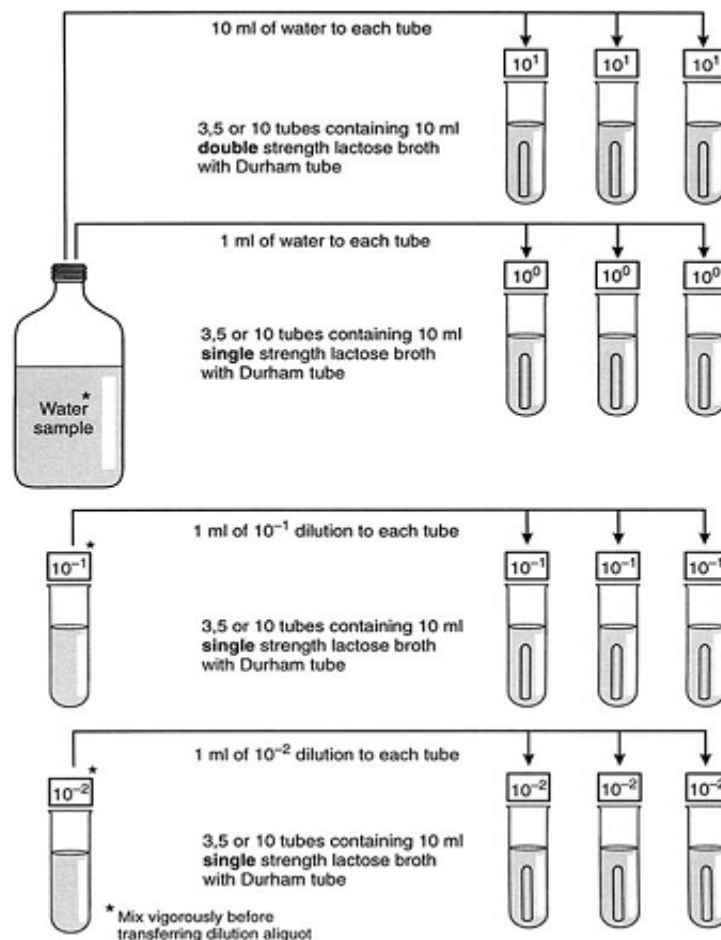 10 ml of water to each tube
10¹ 10¹ 10¹
3,5 or 10 tubes containing 10 ml
double strength lactose broth
with Durham tube
1 ml of water to each tube
10⁰ 10⁰ 10⁰
3,5 or 10 tubes containing 10 ml
single strength lactose broth
with Durham tube
Water *
sample
1 ml of 10⁻¹ dilution to each tube
*
10⁻¹ 10⁻¹ 10⁻¹ 10⁻¹
3,5 or 10 tubes containing 10 ml
single strength lactose broth
with Durham tube
1 ml of 10⁻² dilution to each tube
*
10⁻² 10⁻² 10⁻² 10⁻²
3,5 or 10 tubes containing 10 ml
single strength lactose broth
with Durham tube
* Mix vigorously before
transferring dilution aliquot